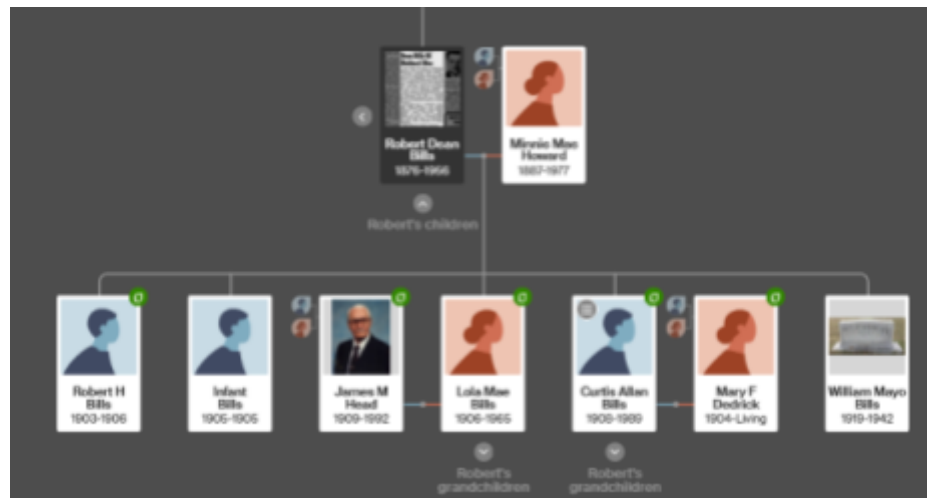 Robert Dean
Bills
1876-1956
Minnie Mae
Howard
1887-1977
Robert's children
Robert H
Bills
1903-1906
Infant
Bills
1905-1905
James M
Head
1909-1992
Lola Mae
Bills
1906-1965
Curtis Allan
Bills
1908-1989
Mary F
Dedrick
1904-Living
William Mayo
Bills
1919-1942
Robert's
grandchildren
Robert's
grandchildren